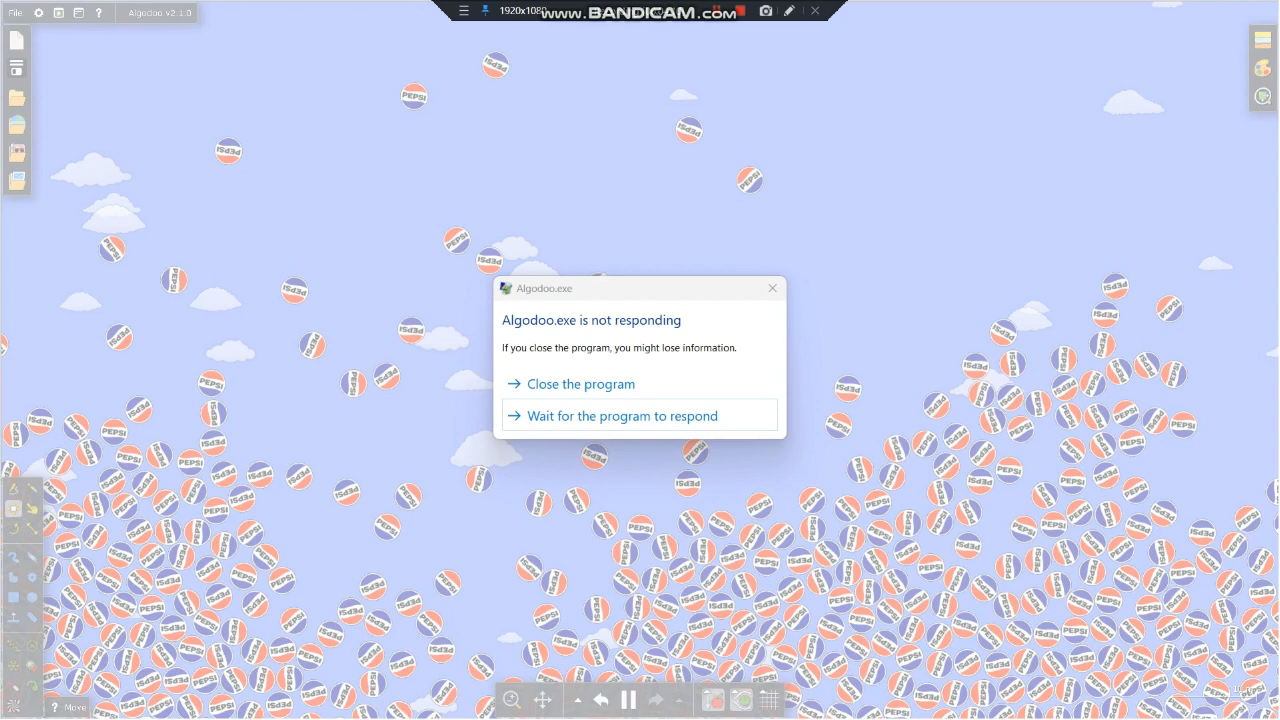 File
?
Algodoo v2.1.0
1920x1080
www.BANDICAM.com
PEPSI
Algodoo.exe
Algodoo.exe is not responding
If you close the program, you might lose information.
Close the program
Wait for the program to respond
? Move